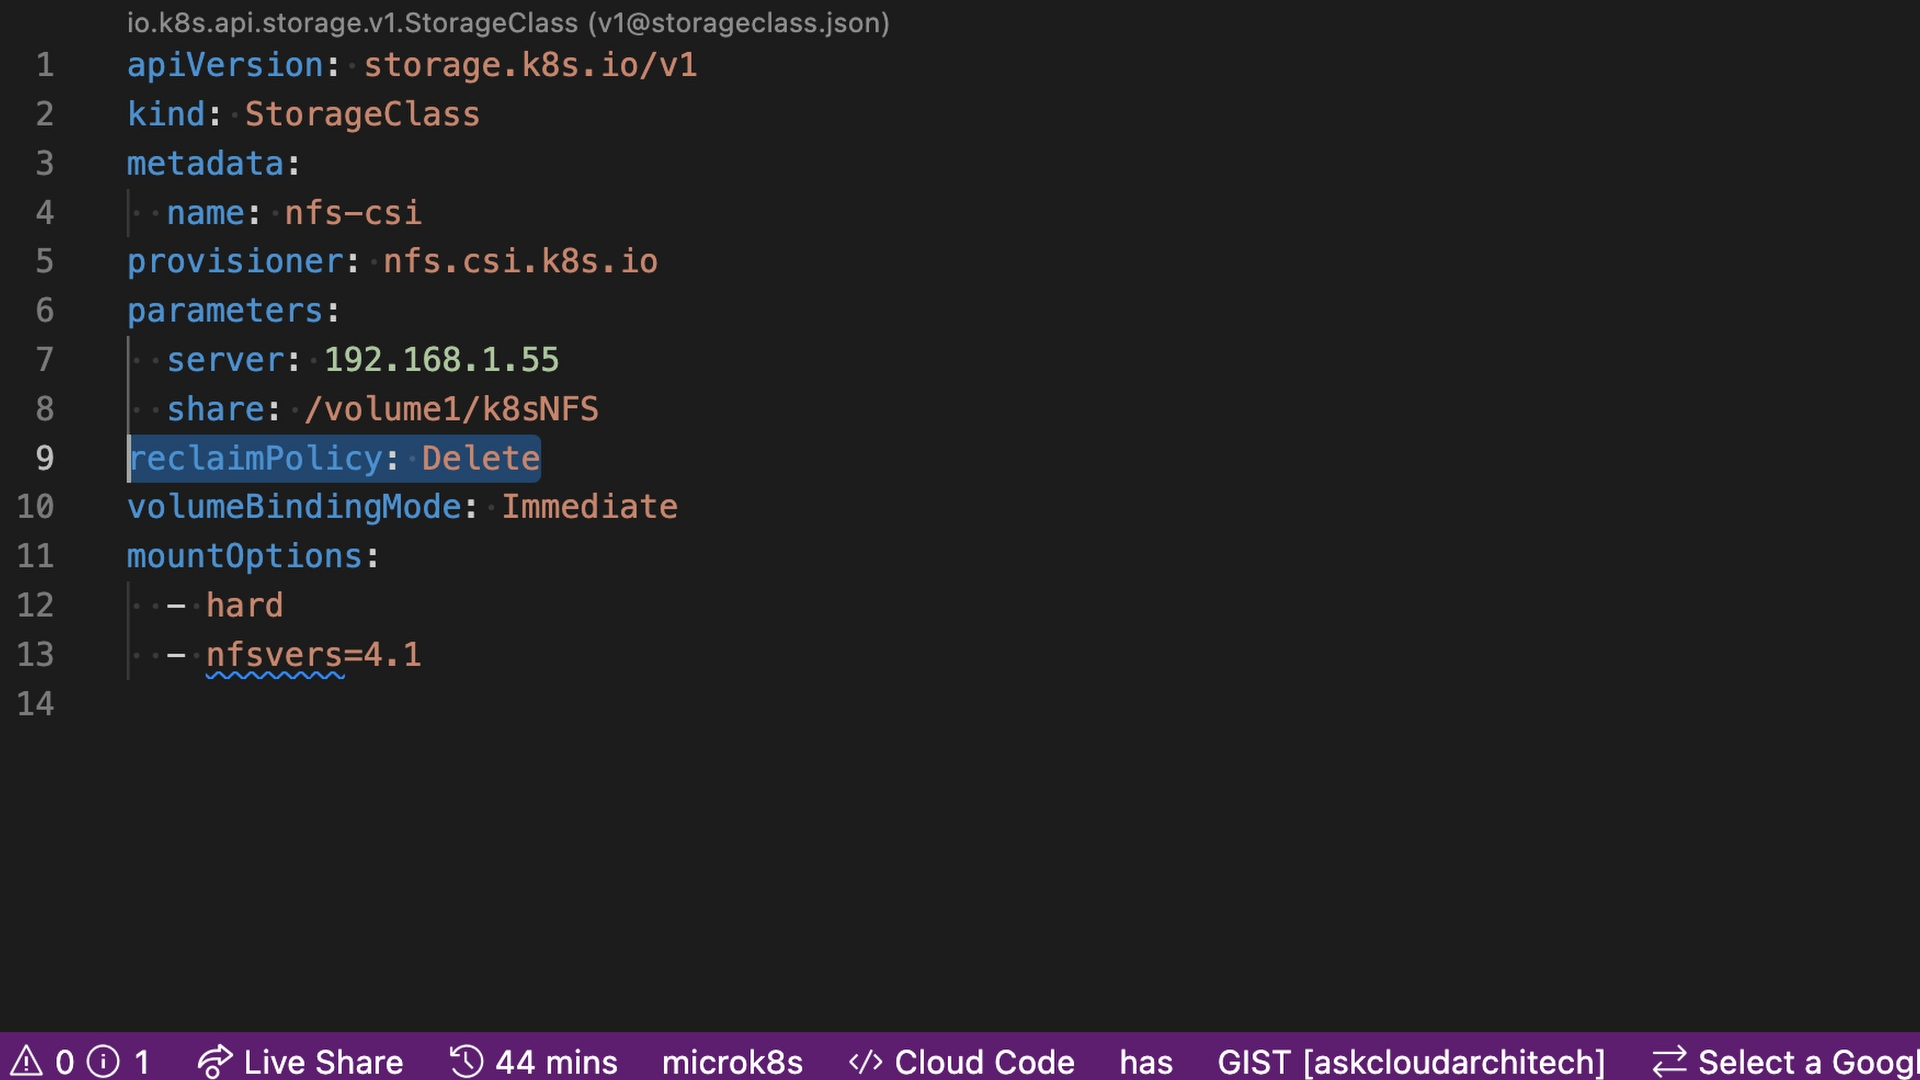 io.k8s.api.storage.v1.StorageClass (v1@storageclass.json)
1 apiVersion: storage.k8s.io/v1
2 kind: StorageClass
3 metadata:
4   name: nfs-csi
5 provisioner: nfs.csi.k8s.io
6 parameters:
7   server: 192.168.1.55
8   share: /volume1/k8sNFS
9 reclaimPolicy: Delete
10 volumeBindingMode: Immediate
11 mountOptions:
12   - hard
13   - nfsvers=4.1
14
0 1 Live Share 44 mins microk8s </> Cloud Code has GIST [askcloudarchitech] Select a Googl